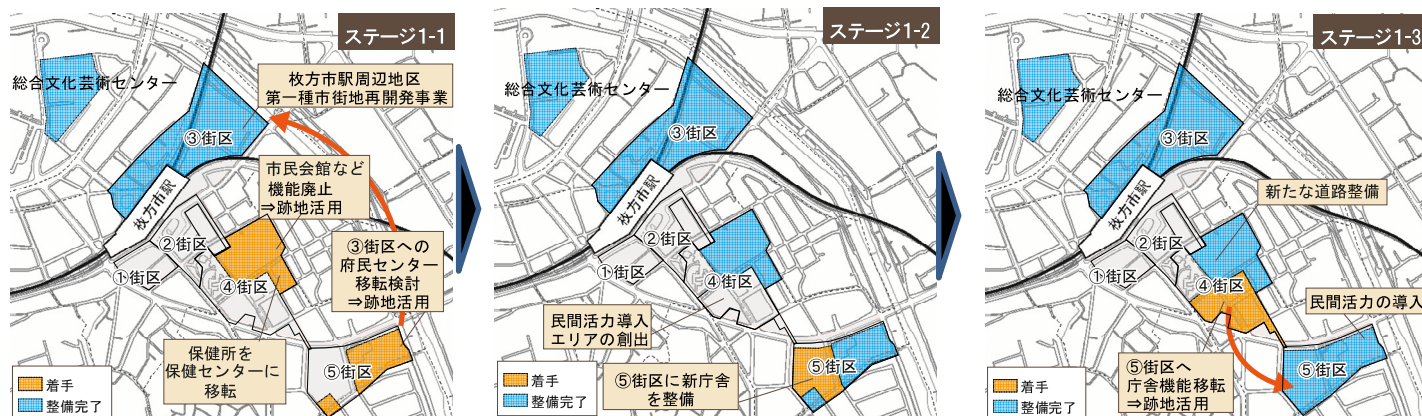 ステージ1-1
総合文化芸術センター
枚方市駅周辺地区
第一種市街地再開発事業
③街区
市民会館など
機能廃止
⇒跡地活用
枚方市駅
②街区
①街区
④街区
③街区への
府民センター
移転検討
⇒跡地活用
保健所を
保健センターに
移転
⑤街区
着手
整備完了
ステージ1-2
総合文化芸術センター
③街区
枚方市駅
②街区
①街区
④街区
民間活力導入
エリアの創出
⑤街区
⑤街区に新庁舎
を整備
着手
整備完了
ステージ1-3
総合文化芸術センター
③街区
枚方市駅
新たな道路整備
②街区
①街区
④街区
民間活力の導入
⑤街区
⑤街区へ
庁舎機能移転
⇒跡地活用
着手
整備完了